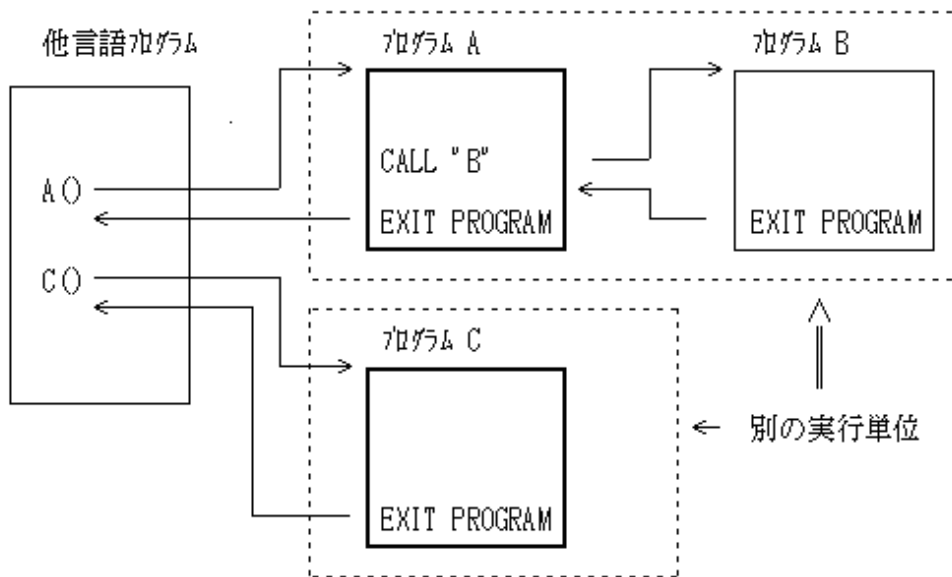 他言語ﾌﾟﾛｸﾞﾗﾑ
A()
C()
ﾌﾟﾛｸﾞﾗﾑ A
CALL "B"
EXIT PROGRAM
ﾌﾟﾛｸﾞﾗﾑ B
EXIT PROGRAM
ﾌﾟﾛｸﾞﾗﾑ C
EXIT PROGRAM
別の実行単位